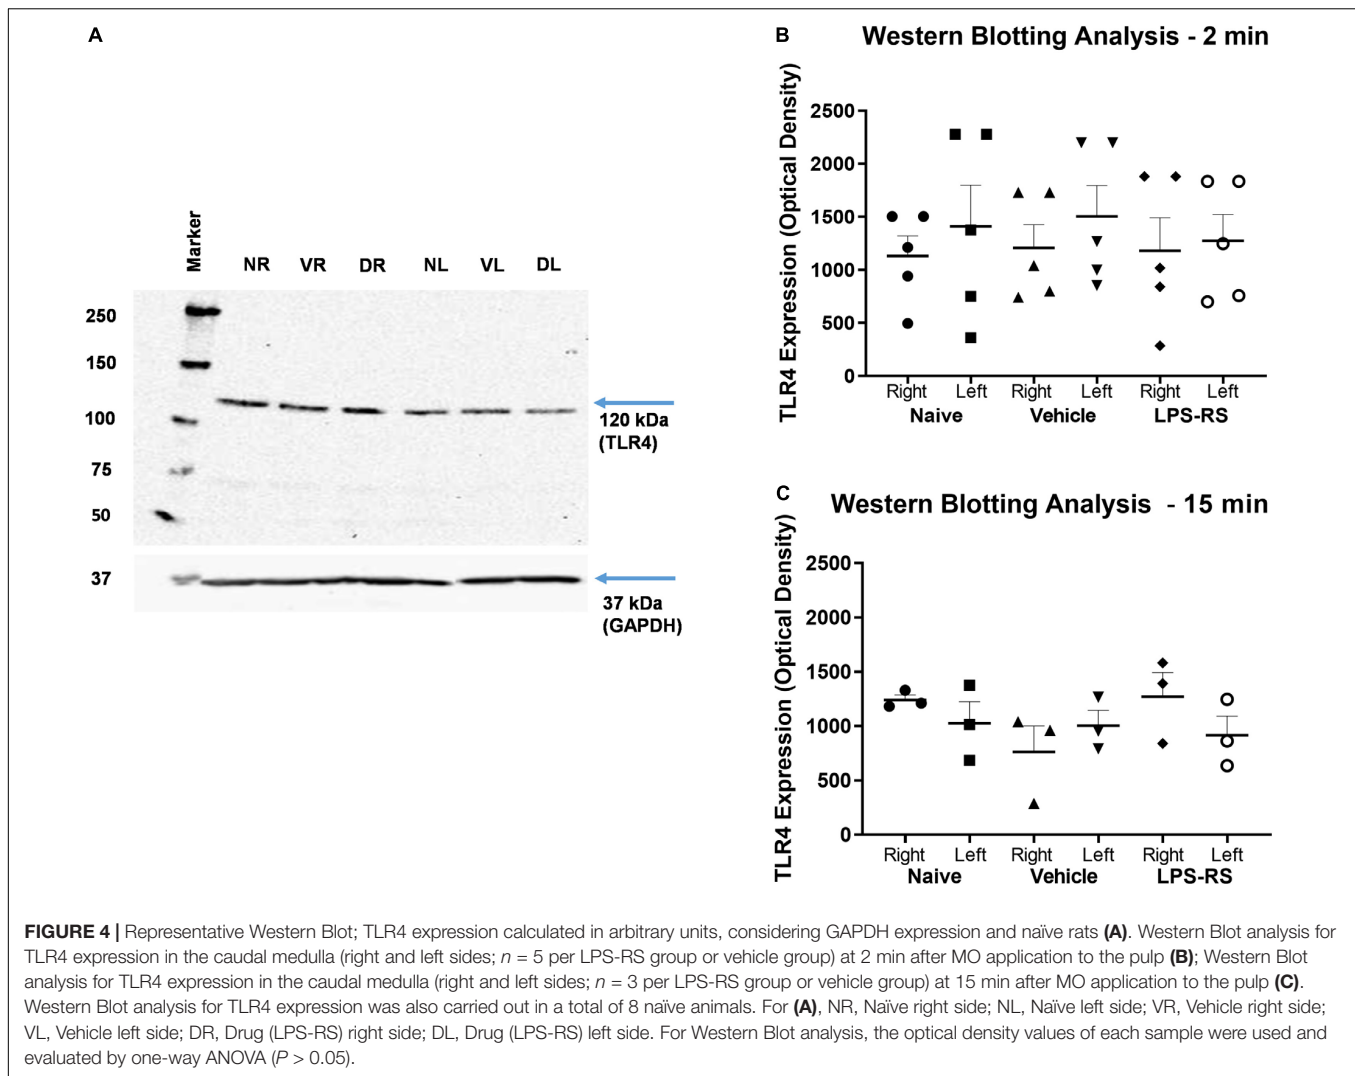 A
Marker
NR VR DR NL VL DL
250
150
100
75
50
37
120 kDa
(TLR4)
37 kDa
(GAPDH)
B Western Blotting Analysis - 2 min
TLR4 Expression (Optical Density)
2500
2000
1500
1000
500
0
Right Left Right Left Right Left
Naive Vehicle LPS-RS
C Western Blotting Analysis - 15 min
TLR4 Expression (Optical Density)
2500
2000
1500
1000
500
0
Right Left Right Left Right Left
Naive Vehicle LPS-RS
FIGURE 4 | Representative Western Blot; TLR4 expression calculated in arbitrary units, considering GAPDH expression and naïve rats (A). Western Blot analysis for
TLR4 expression in the caudal medulla (right and left sides; n = 5 per LPS-RS group or vehicle group) at 2 min after MO application to the pulp (B); Western Blot
analysis for TLR4 expression in the caudal medulla (right and left sides; n = 3 per LPS-RS group or vehicle group) at 15 min after MO application to the pulp (C).
Western Blot analysis for TLR4 expression was also carried out in a total of 8 naïve animals. For (A), NR, Naïve right side; NL, Naïve left side; VR, Vehicle right side;
VL, Vehicle left side; DR, Drug (LPS-RS) right side; DL, Drug (LPS-RS) left side. For Western Blot analysis, the optical density values of each sample were used and
evaluated by one-way ANOVA (P > 0.05).